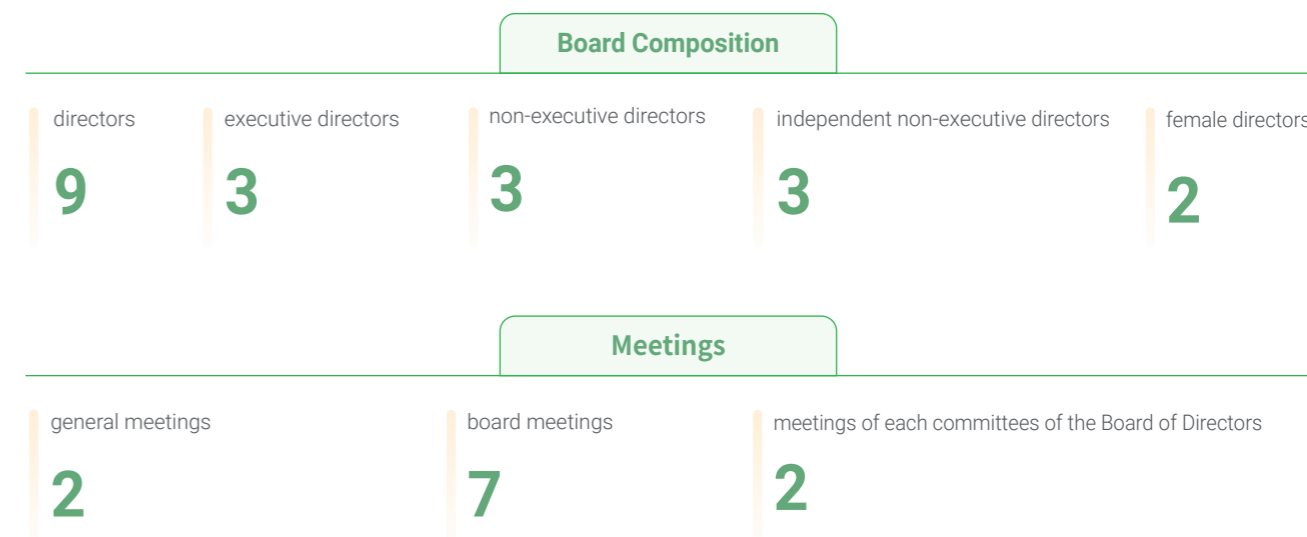 Board Composition
directors
executive directors
non-executive directors
independent non-executive directors
female directors
9
3
3
3
2
Meetings
general meetings
board meetings
meetings of each committees of the Board of Directors
2
7
2